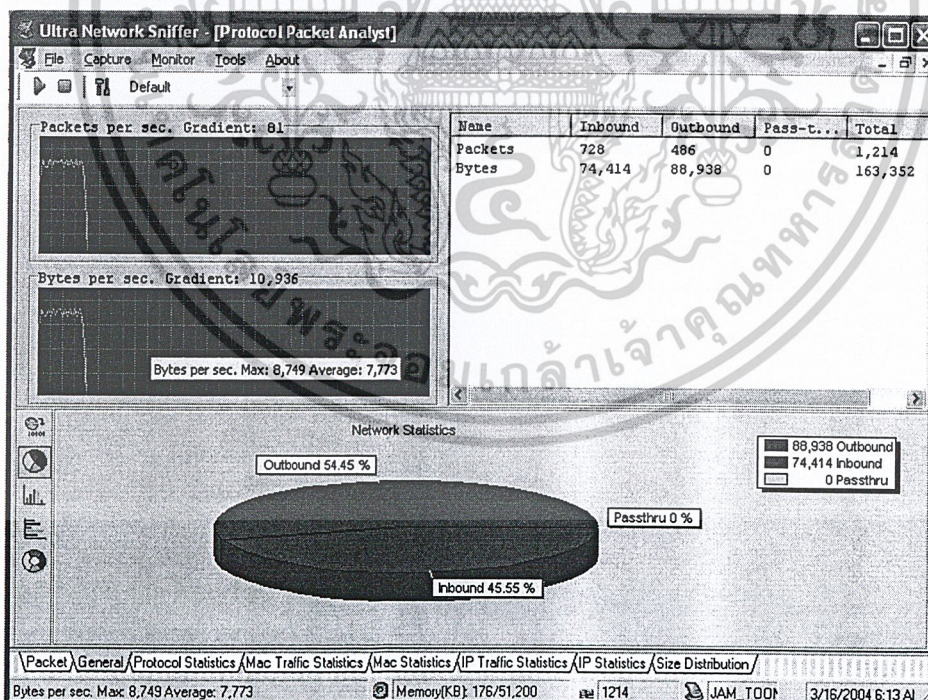 Ultra Network Sniffer - [Protocol Packet Analyst]
File Capture Monitor Tools About
Default
Packets per sec. Gradient: 81
Name Inbound Outbound Pass-t... Total
Packets 728 486 0 1,214
Bytes 74,414 88,938 0 163,352
Bytes per sec. Gradient: 10,936
Bytes per sec. Max: 8,749 Average: 7,773
Network Statistics
88,938 Outbound
74,414 Inbound
0 Passthru
Outbound 54.45 %
Passthru 0 %
Inbound 45.55 %
Packet General Protocol Statistics Mac Traffic Statistics Mac Statistics IP Traffic Statistics IP Statistics Size Distribution
Bytes per sec. Max: 8,749 Average: 7,773 Memory(KB): 176/51,200 1214 JAM_TOON 3/16/2004 6:13 AM